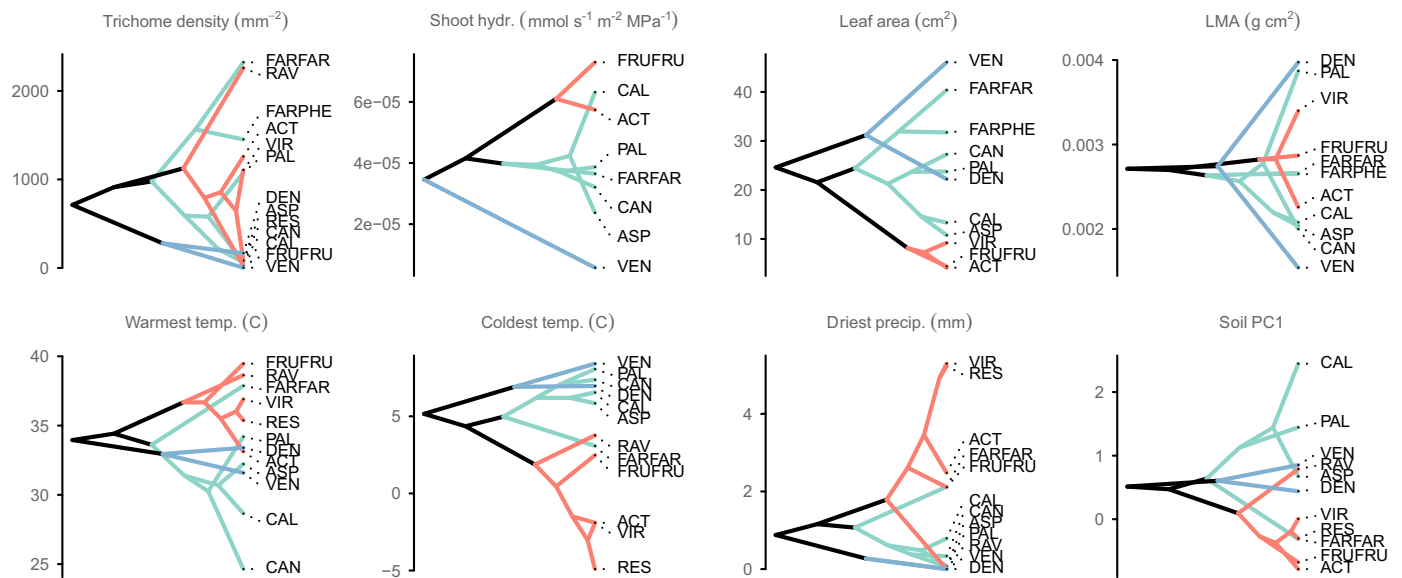 Trichome density (mm⁻²)
2000
1000
0
FARFAR
RAV
FARPHE
ACT
VIR
PAL
DEN
ASP
RES
CAN
CAL
FRUFRU
VEN
Shoot hydr. (mmol s⁻¹ m⁻² MPa⁻¹)
6e−05
4e−05
2e−05
FRUFRU
CAL
ACT
PAL
FARFAR
CAN
ASP
VEN
Leaf area (cm²)
40
30
20
10
VEN
FARFAR
FARPHE
CAN
PAL
DEN
CAL
ASP
VIR
FRUFRU
ACT
LMA (g cm²)
0.004
0.003
0.002
DEN
PAL
VIR
FRUFRU
FARFAR
FARPHE
ACT
CAL
ASP
CAN
VEN
Warmest temp. (C)
40
35
30
25
FRUFRU
RAV
FARFAR
VIR
RES
PAL
DEN
ACT
ASP
VEN
CAL
CAN
Coldest temp. (C)
5
0
−5
VEN
PAL
CAN
DEN
CAL
ASP
RAV
FARFAR
FRUFRU
ACT
VIR
RES
Driest precip. (mm)
4
2
0
VIR
RES
ACT
FARFAR
FRUFRU
CAL
CAN
ASP
PAL
RAV
VEN
DEN
Soil PC1
2
1
0
CAL
PAL
VEN
RAV
ASP
DEN
VIR
RES
FARFAR
FRUFRU
ACT